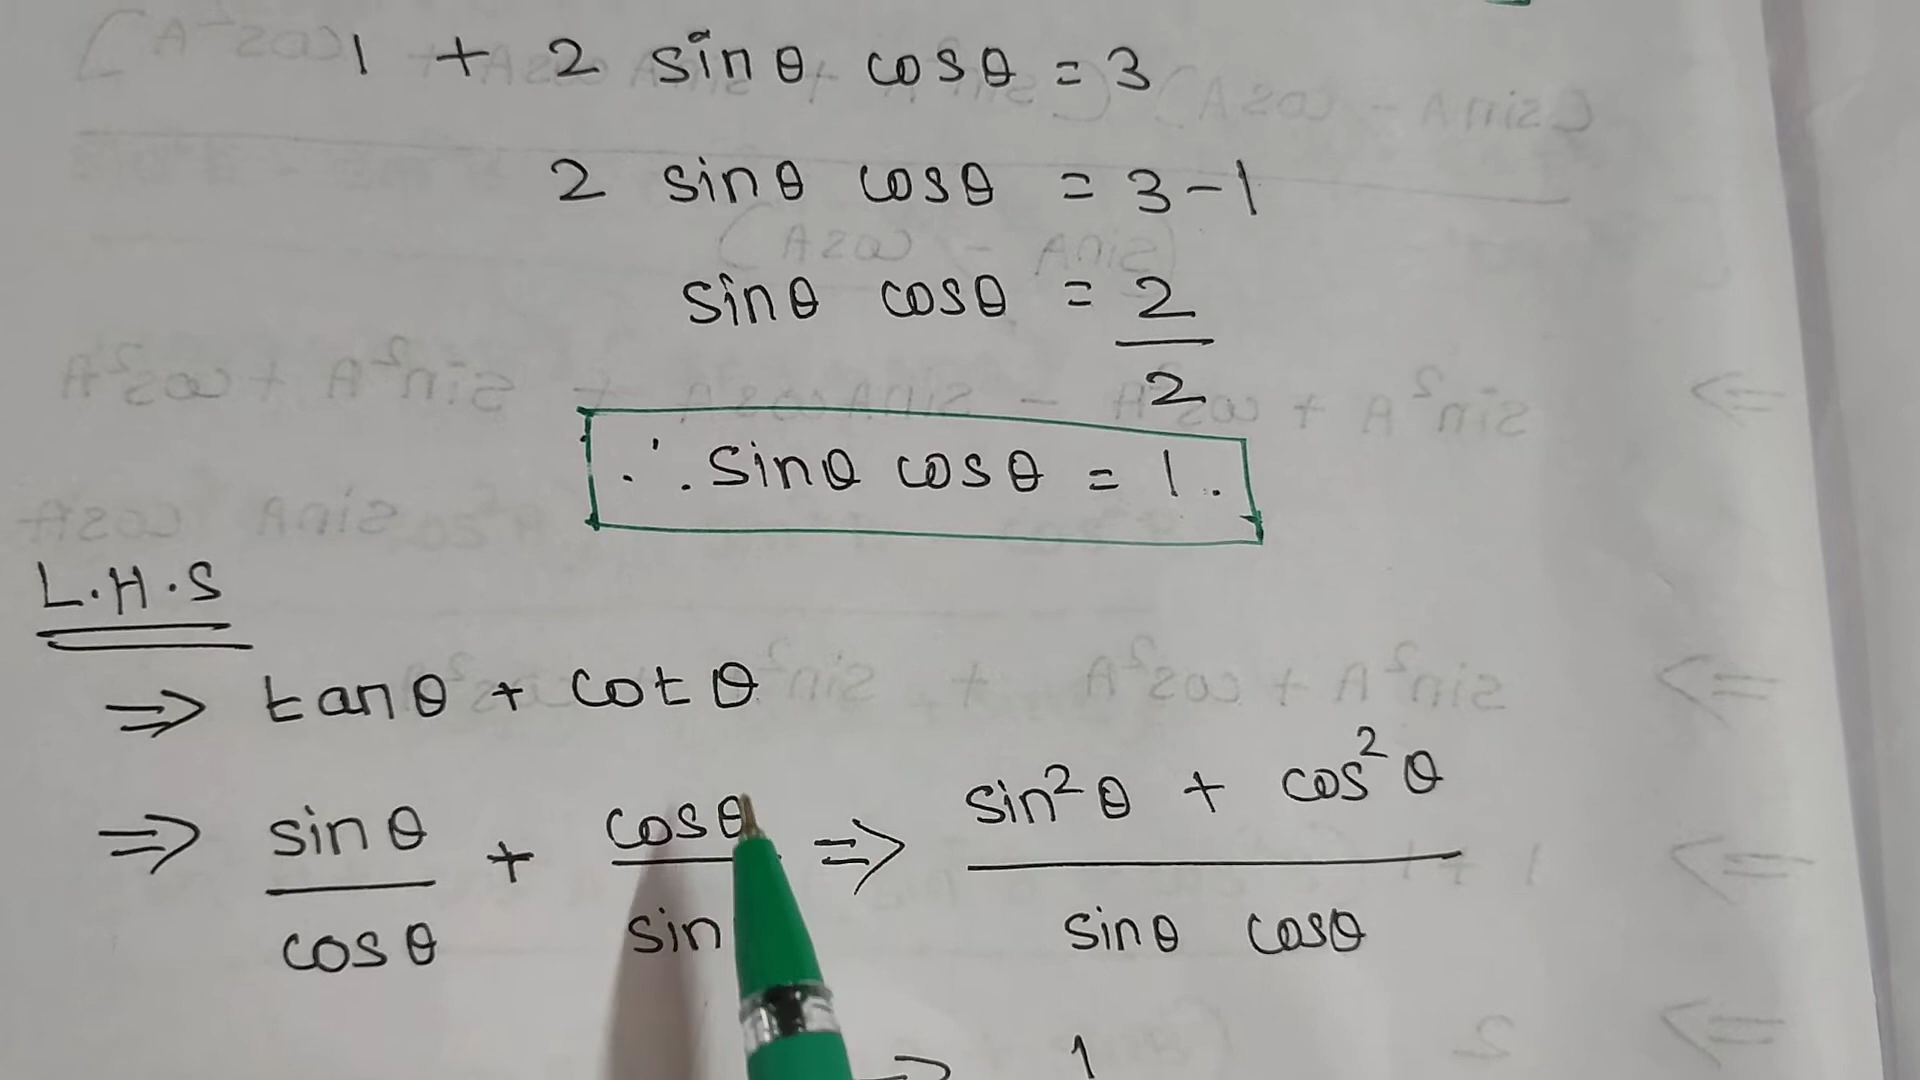 1 + 2 sinθ cosθ = 3
2 sinθ cosθ = 3-1
sinθ cosθ = 2/2
∴ sinθ cosθ = 1.
L.H.S
⇒ tanθ + cotθ
⇒ sinθ/cosθ + cosθ/sin ⇒ sin²θ + cos²θ/sinθ cosθ
⇒ 1